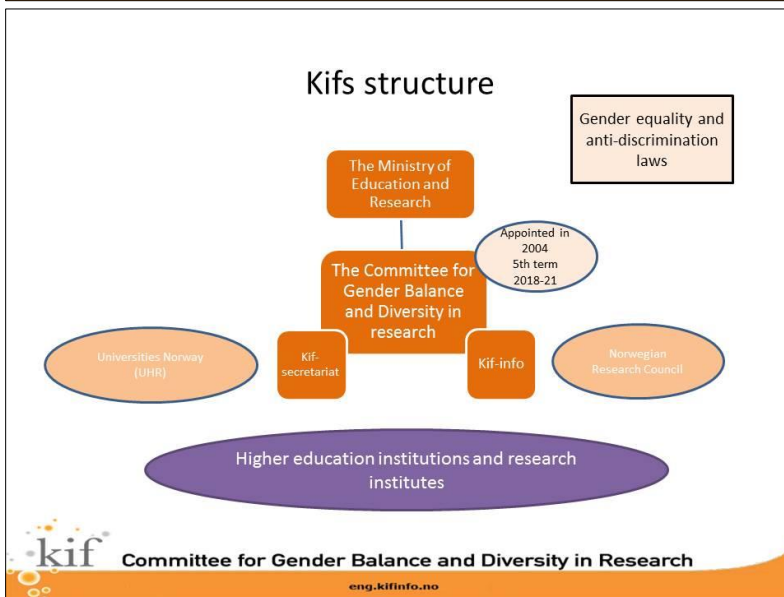 Kifs structure
Gender equality and
anti-discrimination
laws
The Ministry of
Education and
Research
Appointed in
2004
5th term
2018-21
The Committee for
Gender Balance
and Diversity in
research
Universities Norway
(UHR)
Kif-
secretariat
Kif-info
Norwegian
Research Council
Higher education institutions and research
institutes
kif Committee for Gender Balance and Diversity in Research
eng.kifinfo.no